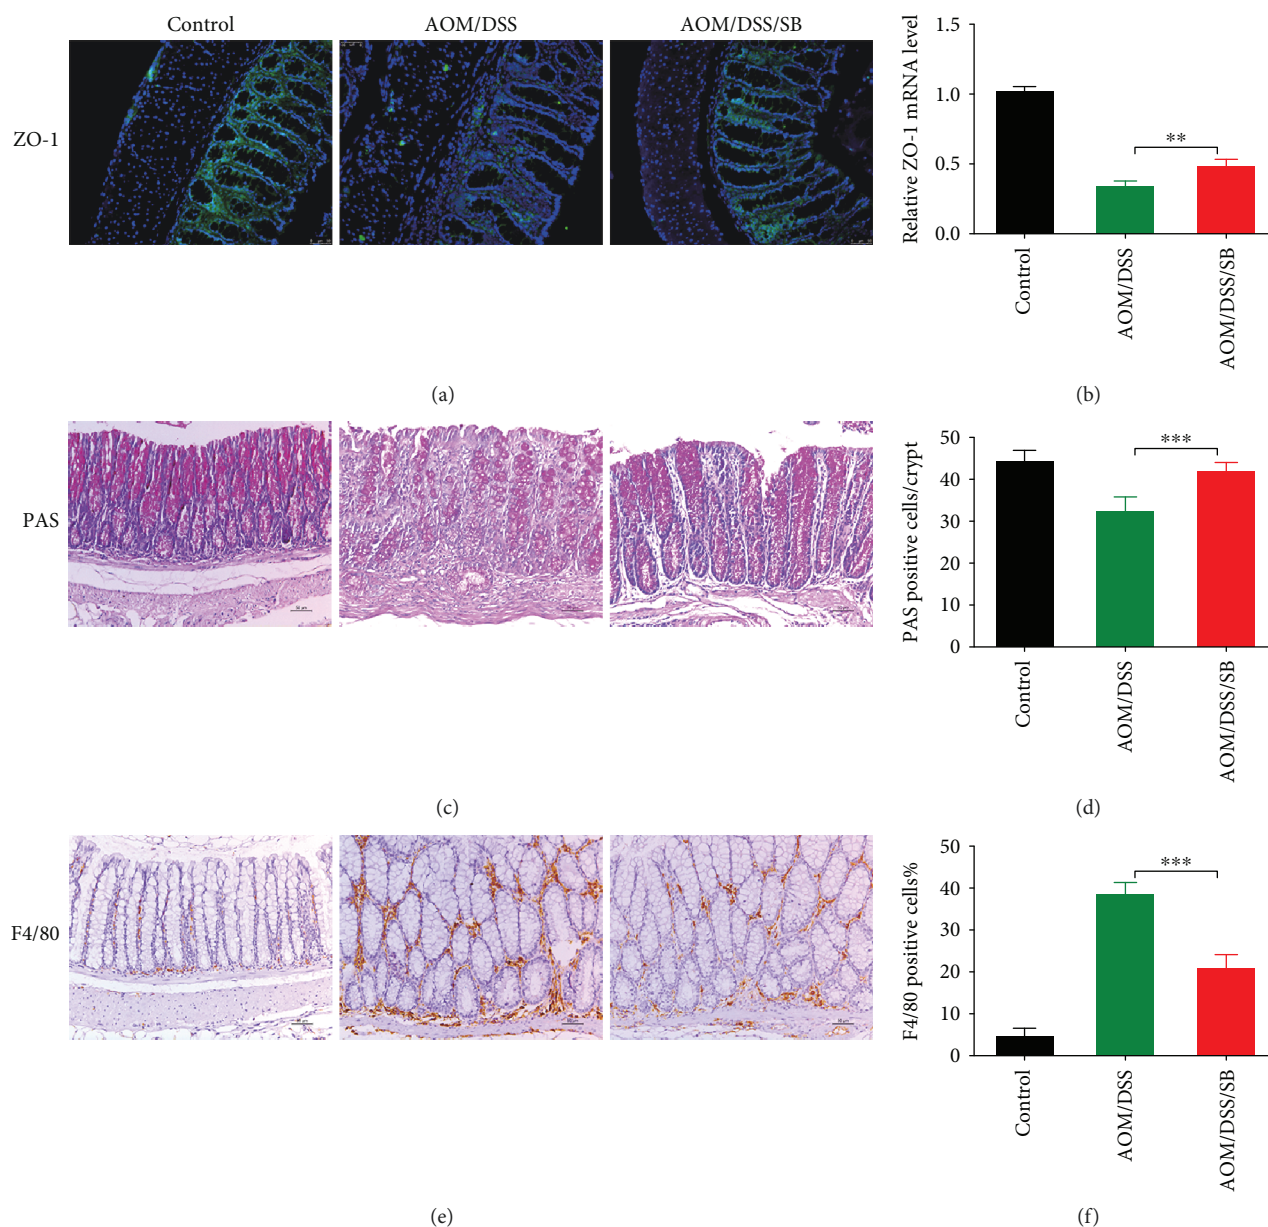 Control
AOM/DSS
AOM/DSS/SB
ZO-1
(a)
Relative ZO-1 mRNA level
1.5
1.0
0.5
0.0
**
Control
AOM/DSS
AOM/DSS/SB
(b)
PAS
(c)
PAS positive cells/crypt
50
40
30
20
10
0
***
Control
AOM/DSS
AOM/DSS/SB
(d)
F4/80
(e)
F4/80 positive cells%
50
40
30
20
10
0
***
Control
AOM/DSS
AOM/DSS/SB
(f)